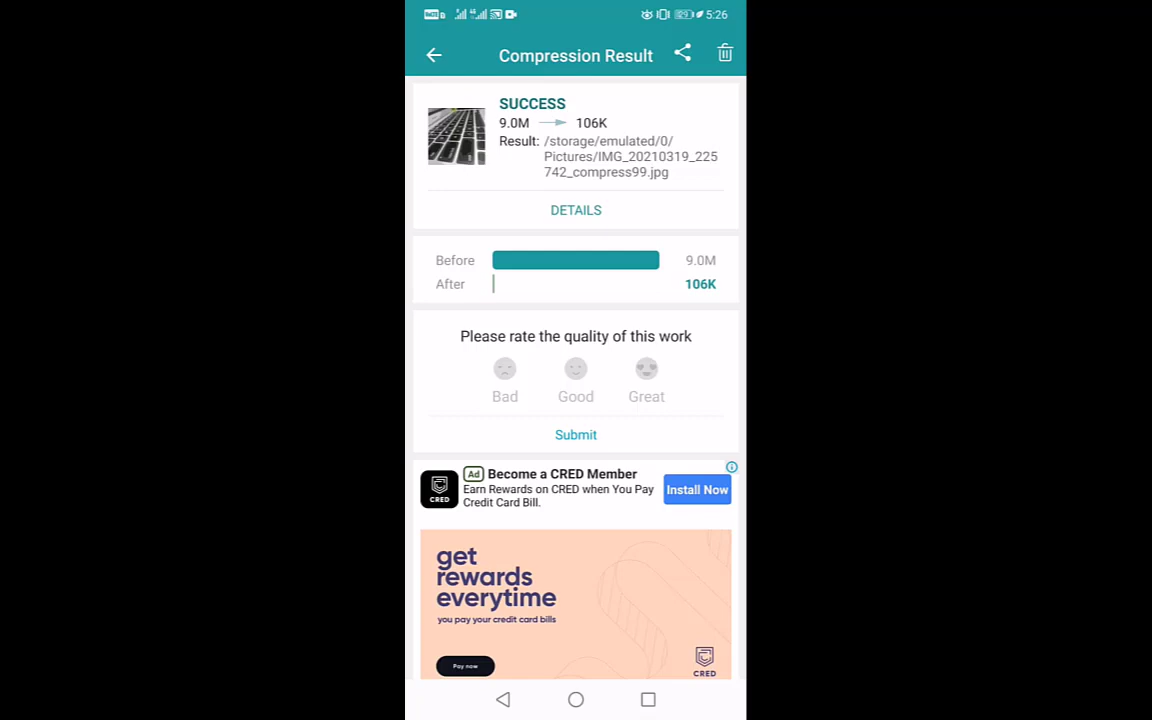 5:26
Compression Result
SUCCESS
9.0M 106K
Result: /storage/emulated/0/
Pictures/IMG_20210319_225
742_compress99.jpg
DETAILS
Before 9.0M
After 106K
Please rate the quality of this work
Bad Good Great
Submit
Ad Become a CRED Member
Earn Rewards on CRED when You Pay
Credit Card Bill.
Install Now
CRED
get
rewards
everytime
you pay your credit card bills
Pay now
CRED